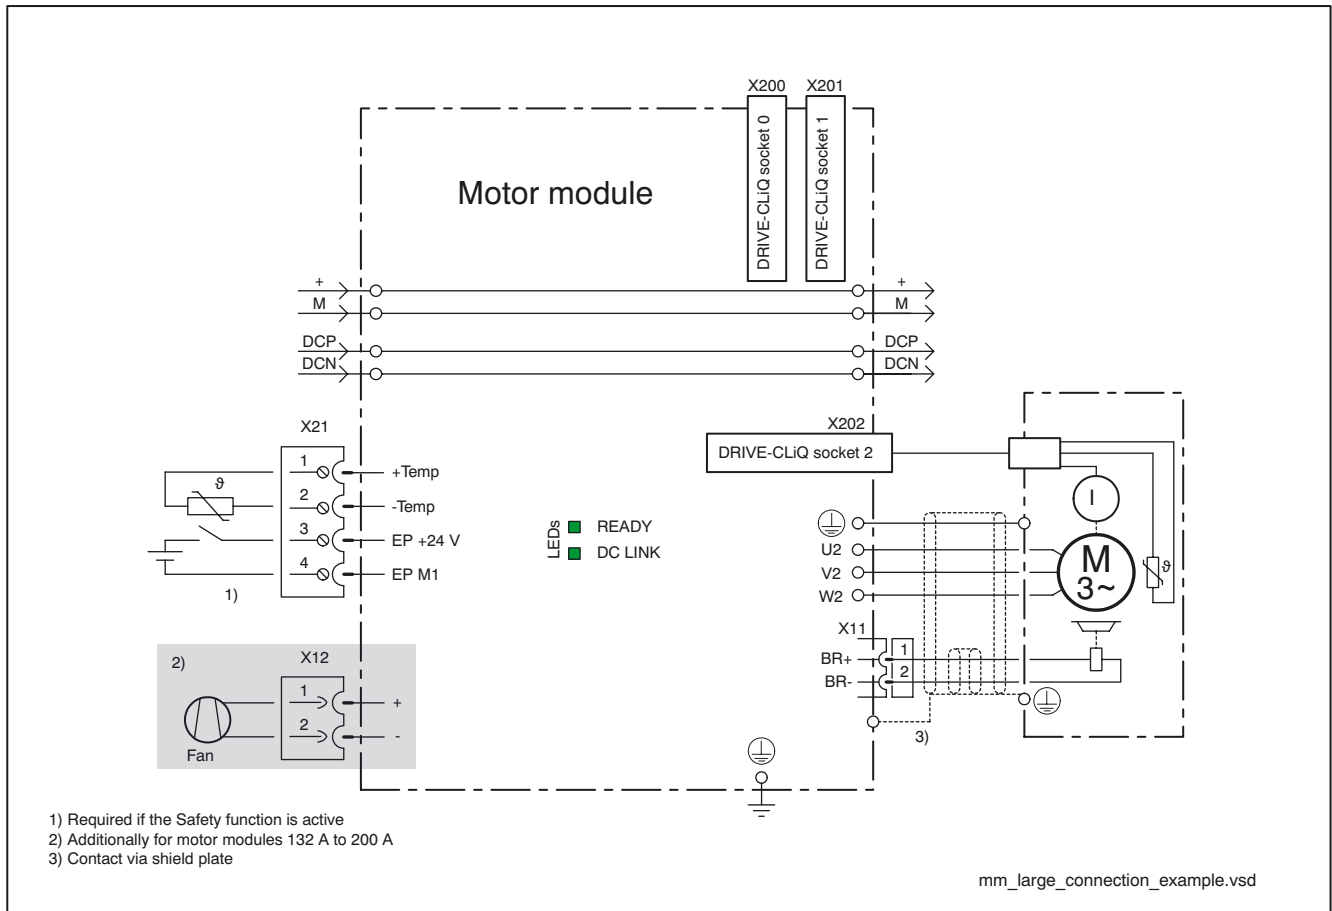 X200 X201
DRIVE-CLiQ socket 0
DRIVE-CLiQ socket 1
Motor module
+ +
M M
DCP DCP
DCN DCN
X21
1 +Temp
ϑ
2 -Temp
3 EP +24 V
4 EP M1
1)
LEDs
READY
DC LINK
X202
DRIVE-CLiQ socket 2
I
U2
V2
W2
M
3~
ϑ
X11
BR+ 1
BR- 2
3)
2)
X12
1 +
2 -
Fan
1) Required if the Safety function is active
2) Additionally for motor modules 132 A to 200 A
3) Contact via shield plate
mm_large_connection_example.vsd